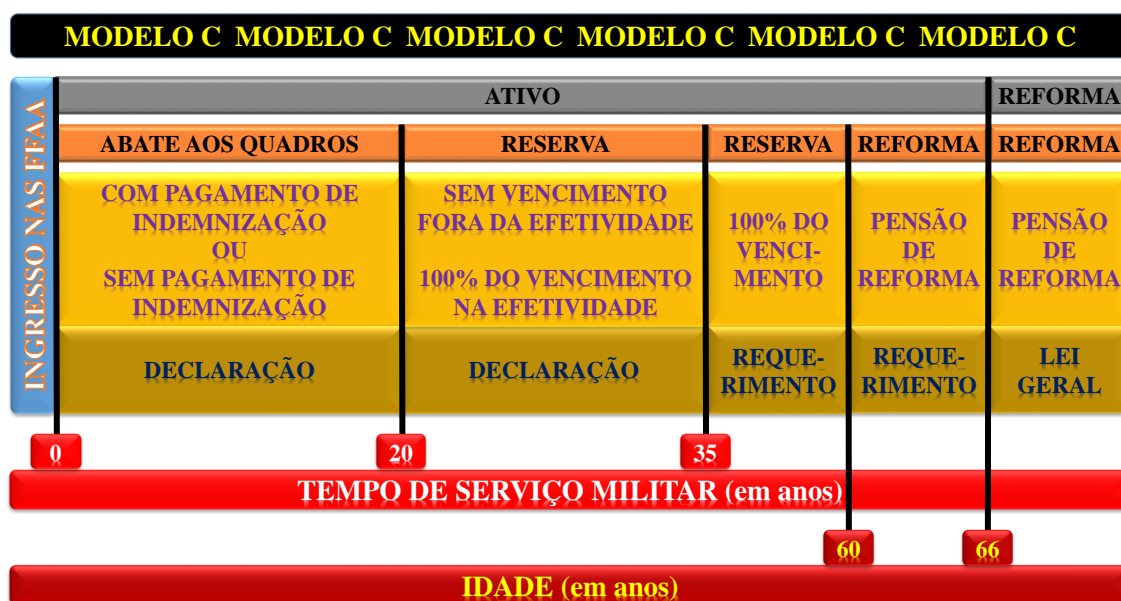 MODELO C MODELO C MODELO C MODELO C MODELO C MODELO C
INGRESSO NAS FFAA
ATIVO
REFORMA
ABATE AOS QUADROS
RESERVA
RESERVA
REFORMA
REFORMA
COM PAGAMENTO DE
INDEMNIZAÇÃO
OU
SEM PAGAMENTO DE
INDEMNIZAÇÃO
SEM VENCIMENTO
FORA DA EFETIVIDADE
100% DO VENCIMENTO
NA EFETIVIDADE
100% DO
VENCI-
MENTO
PENSÃO
DE
REFORMA
PENSÃO
DE
REFORMA
DECLARAÇÃO
DECLARAÇÃO
REQUE-
RIMENTO
REQUE-
RIMENTO
LEI
GERAL
0
20
35
TEMPO DE SERVIÇO MILITAR (em anos)
60
66
IDADE (em anos)